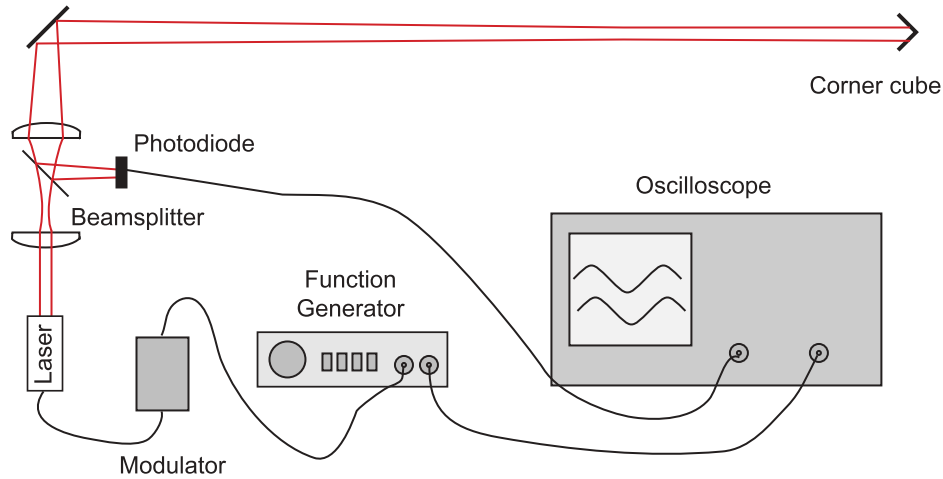 Corner cube
Photodiode
Oscilloscope
Beamsplitter
Function
Generator
Laser
Modulator